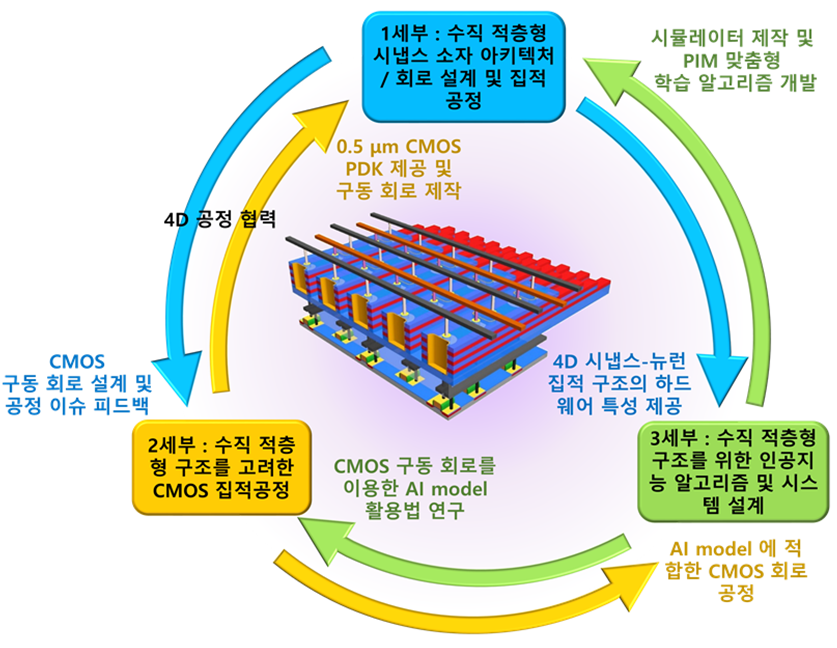 1세부 : 수직 적층형
시냅스 소자 아키텍처
/ 회로 설계 및 집적
공정
시뮬레이터 제작 및
PIM 맞춤형
학습 알고리즘 개발
0.5 μm CMOS
PDK 제공 및
구동 회로 제작
4D 공정 협력
CMOS
구동 회로 설계 및
공정 이슈 피드백
4D 시냅스-뉴런
집적 구조의 하드
웨어 특성 제공
2세부 : 수직 적층
형 구조를 고려한
CMOS 집적공정
CMOS 구동 회로를
이용한 AI model
활용법 연구
3세부 : 수직 적층형
구조를 위한 인공지
능 알고리즘 및 시스
템 설계
AI model 에 적
합한 CMOS 회로
공정